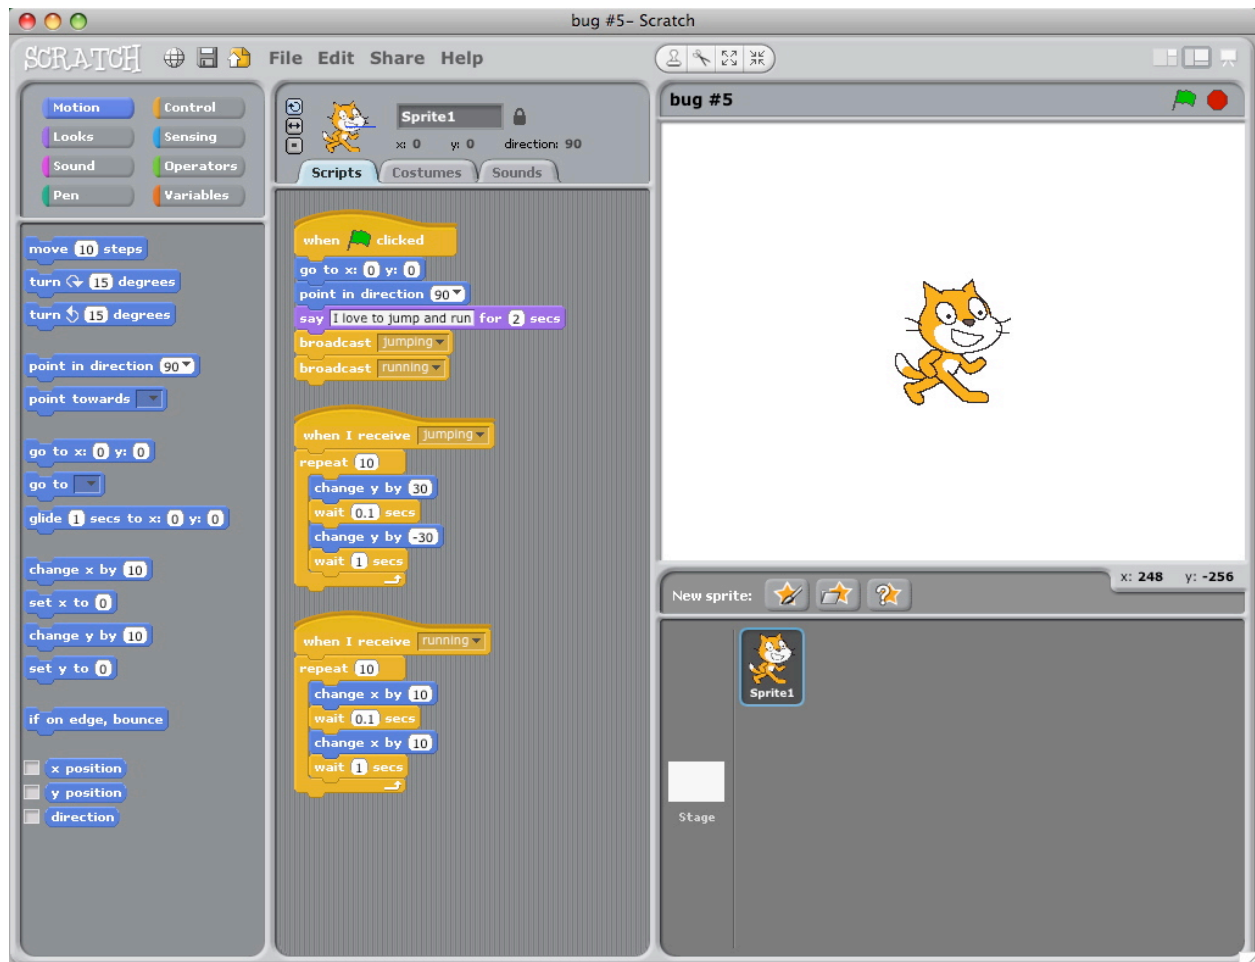 bug #5– Scratch
SCRATCH File Edit Share Help
Motion Control
Looks Sensing
Sound Operators
Pen Variables
move 10 steps
turn 15 degrees
turn 15 degrees
point in direction 90
point towards
go to x: 0 y: 0
go to
glide 1 secs to x: 0 y: 0
change x by 10
set x to 0
change y by 10
set y to 0
if on edge, bounce
x position
y position
direction
Sprite1
x: 0 y: 0 direction: 90
Scripts Costumes Sounds
when clicked
go to x: 0 y: 0
point in direction 90
say I love to jump and run for 2 secs
broadcast jumping
broadcast running
when I receive jumping
repeat 10
change y by 30
wait 0.1 secs
change y by -30
wait 1 secs
when I receive running
repeat 10
change x by 10
wait 0.1 secs
change x by 10
wait 1 secs
bug #5
x: 248 y: -256
New sprite:
Sprite1
Stage